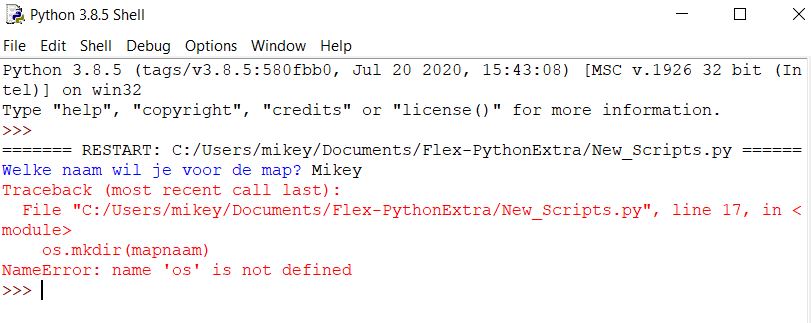 Python 3.8.5 Shell
File Edit Shell Debug Options Window Help
Python 3.8.5 (tags/v3.8.5:580fbb0, Jul 20 2020, 15:43:08) [MSC v.1926 32 bit (In
tel)] on win32
Type "help", "copyright", "credits" or "license()" for more information.
>>>
======= RESTART: C:/Users/mikey/Documents/Flex-PythonExtra/New_Scripts.py ======
Welke naam wil je voor de map? Mikey
Traceback (most recent call last):
  File "C:/Users/mikey/Documents/Flex-PythonExtra/New_Scripts.py", line 17, in <
module>
    os.mkdir(mapnaam)
NameError: name 'os' is not defined
>>>